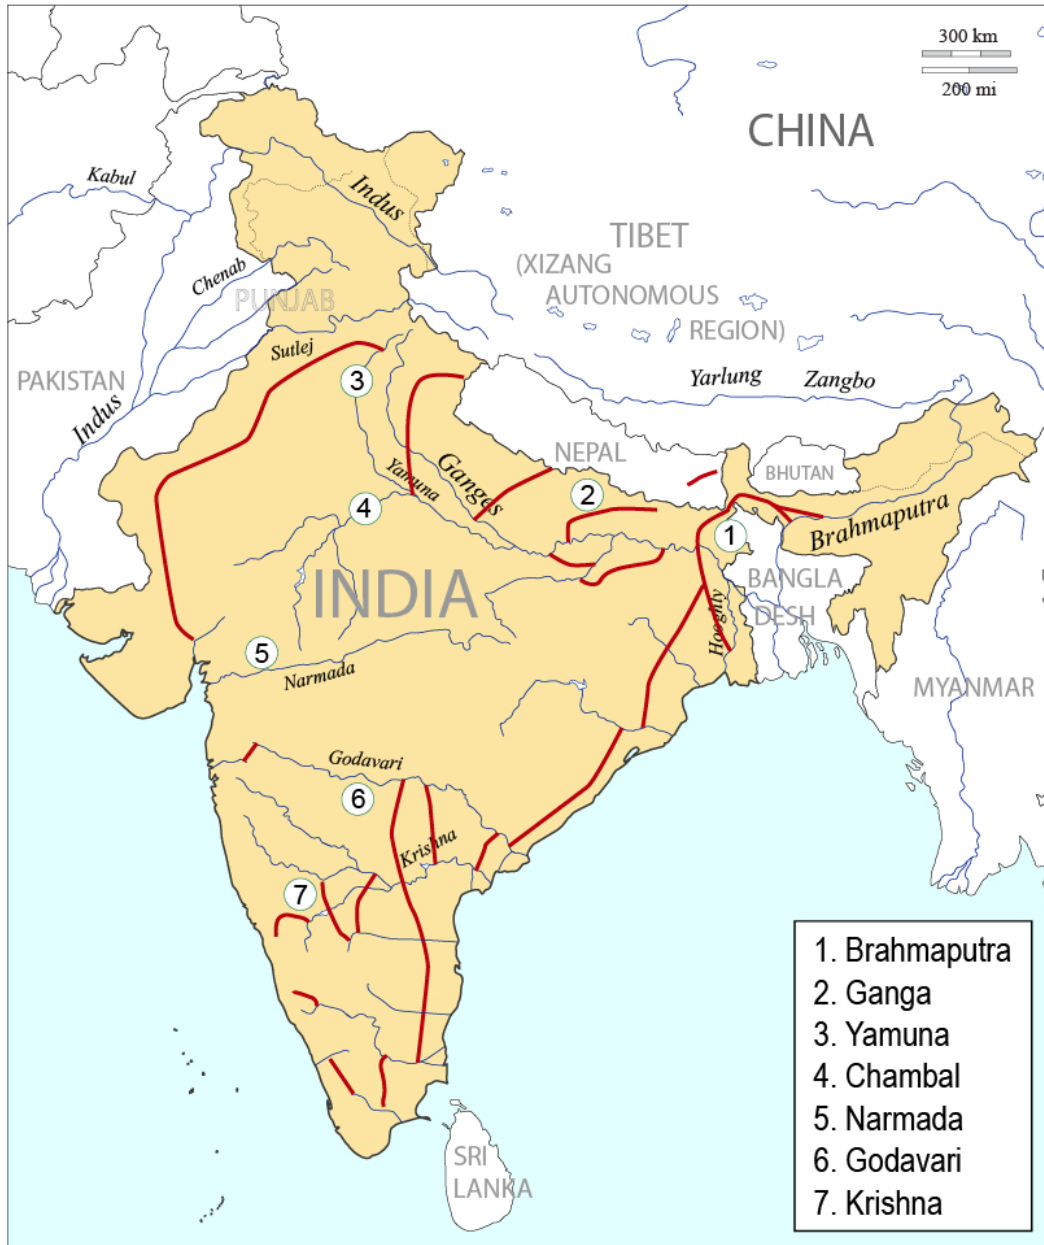 300 km
200 mi
CHINA
Kabul
Indus
TIBET
(XIZANG
AUTONOMOUS
REGION)
Chenab
PUNJAB
Sutlej
PAKISTAN
Indus
3
Yarlung Zangbo
NEPAL
BHUTAN
Yamuna
Ganges
2
4
1
Brahmaputra
INDIA
BANGLA
DESH
Hooghly
5
Narmada
MYANMAR
Godavari
6
Krishna
7
SRI
LANKA
1. Brahmaputra
2. Ganga
3. Yamuna
4. Chambal
5. Narmada
6. Godavari
7. Krishna